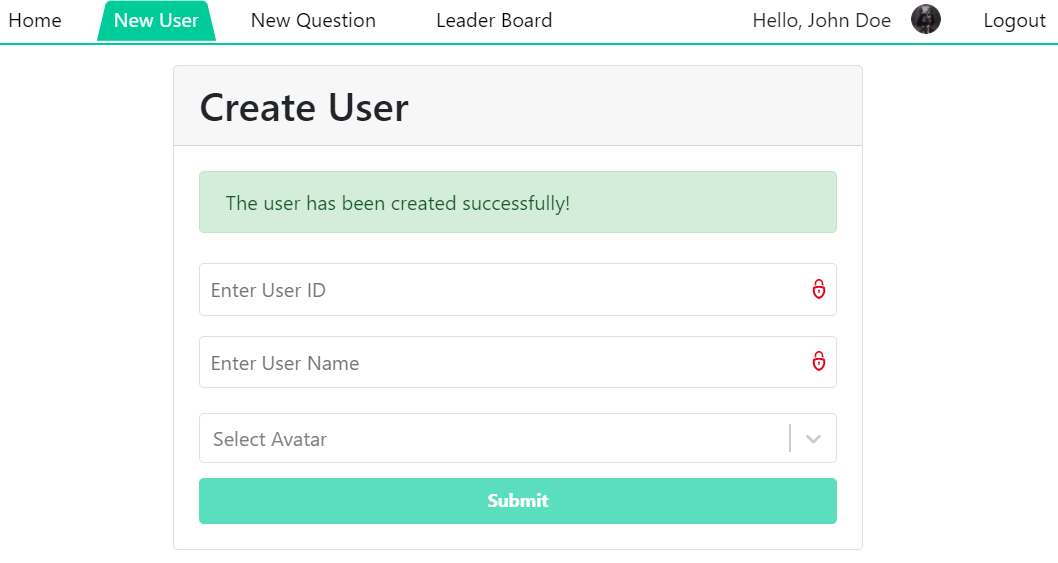 Home New User New Question Leader Board Hello, John Doe Logout
Create User
The user has been created successfully!
Enter User ID
Enter User Name
Select Avatar
Submit